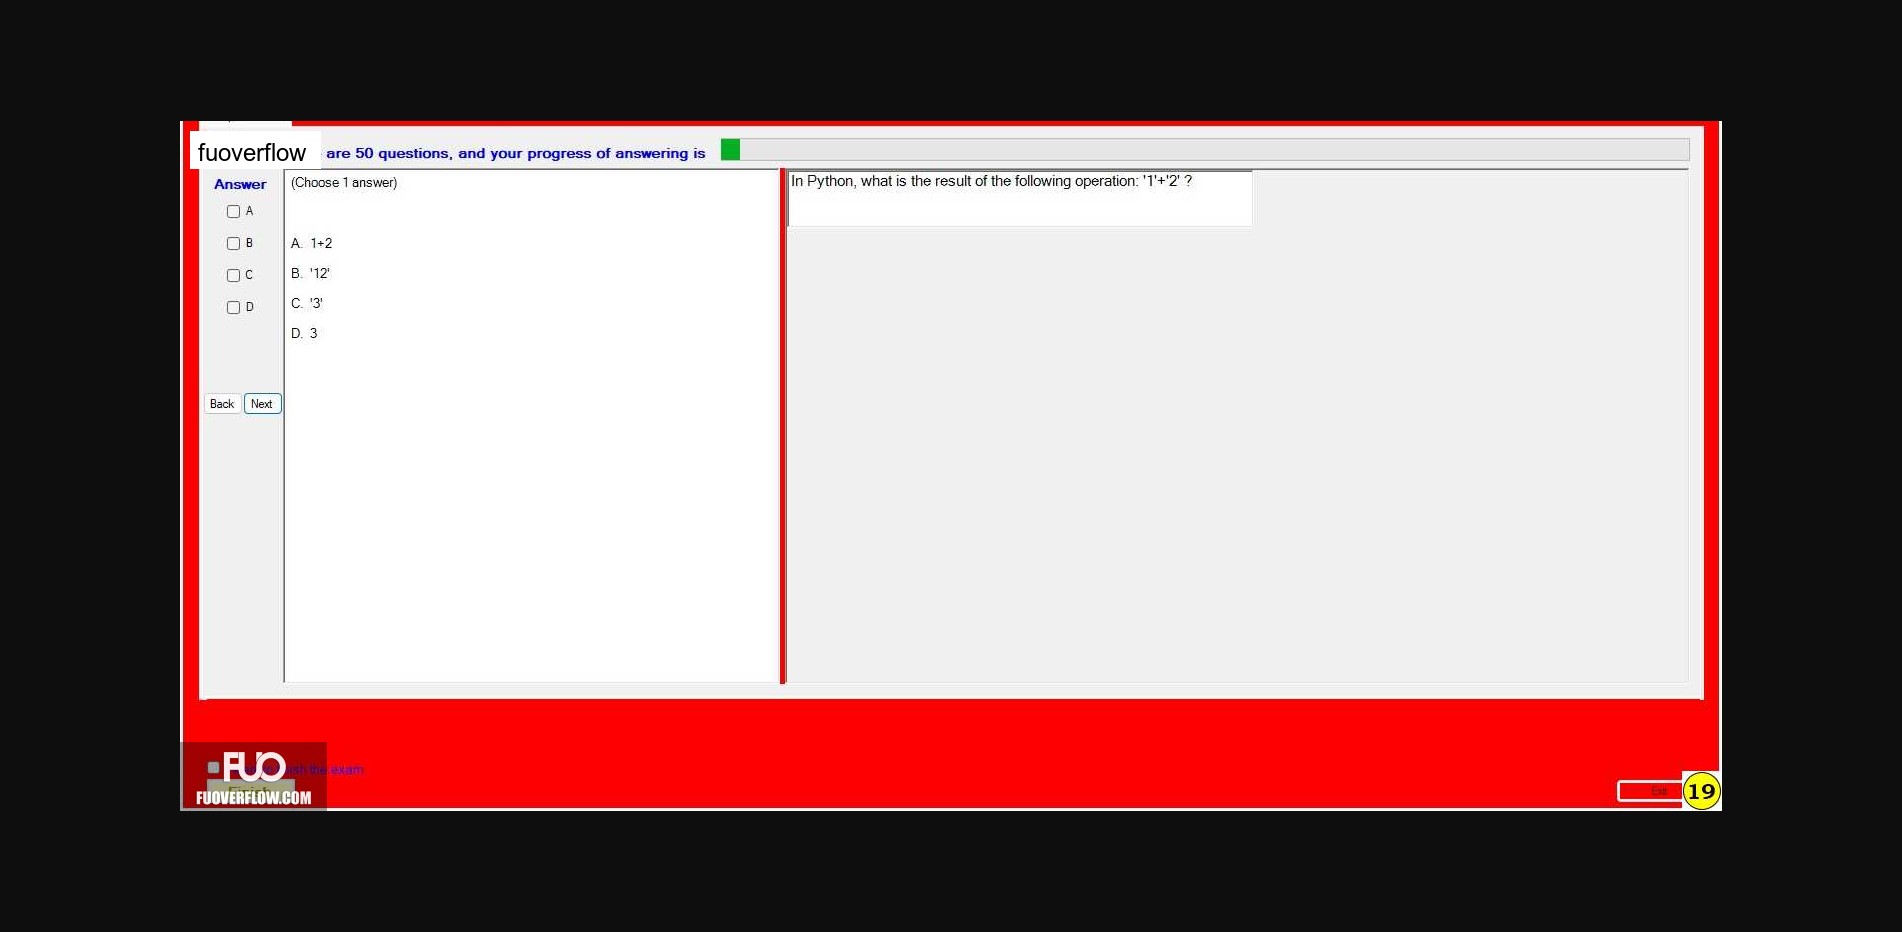 fuoverflow are 50 questions, and your progress of answering is
Answer
(Choose 1 answer)
In Python, what is the result of the following operation: '1'+'2' ?
A
B
C
D
A. 1+2
B. '12'
C. '3'
D. 3
Back Next
the exam
FUO
Finish
FUOVERFLOW.COM
Exit
19